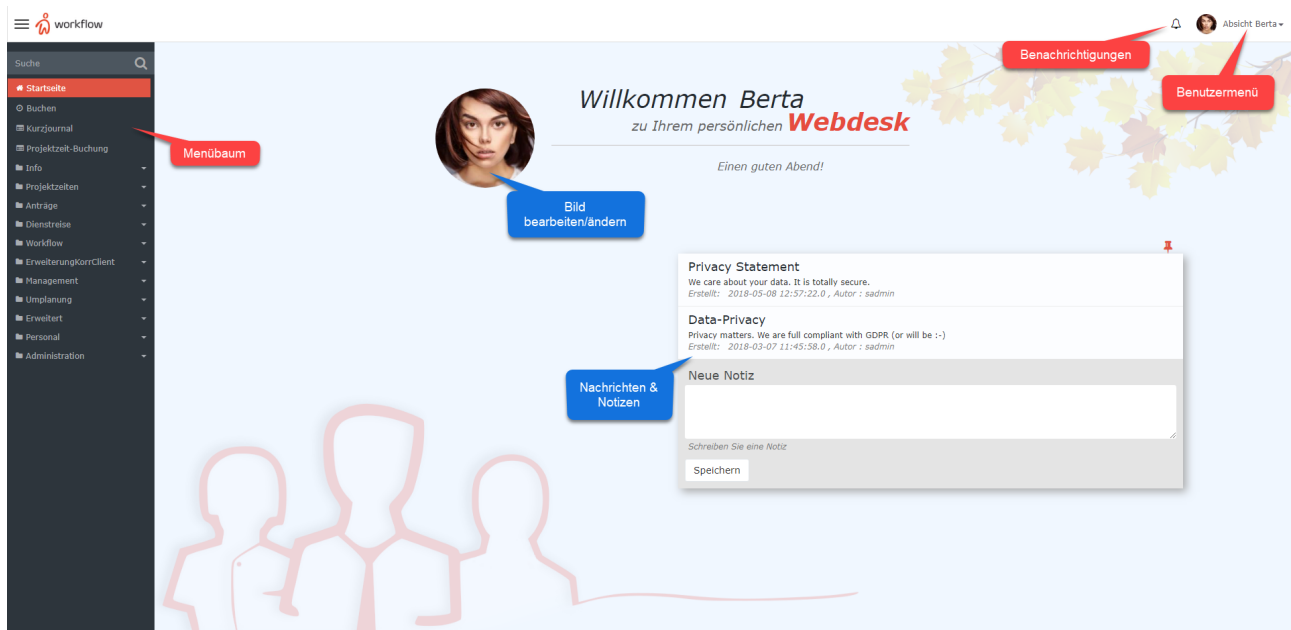 workflow
Absicht Berta
Benachrichtigungen
Benutzermenü
Suche
Startseite
Buchen
Kurzjournal
Projektzeit-Buchung
Info
Projektzeiten
Anträge
Dienstreise
Workflow
ErweiterungKorrClient
Management
Umplanung
Erweitert
Personal
Administration
Menübaum
Willkommen Berta
zu Ihrem persönlichen Webdesk
Einen guten Abend!
Bild
bearbeiten/ändern
Privacy Statement
We care about your data. It is totally secure.
Erstellt: 2018-05-08 12:57:22.0 , Autor : sadmin
Data-Privacy
Privacy matters. We are full compliant with GDPR (or will be :-)
Erstellt: 2018-03-07 11:45:58.0 , Autor : sadmin
Nachrichten &
Notizen
Neue Notiz
Schreiben Sie eine Notiz
Speichern